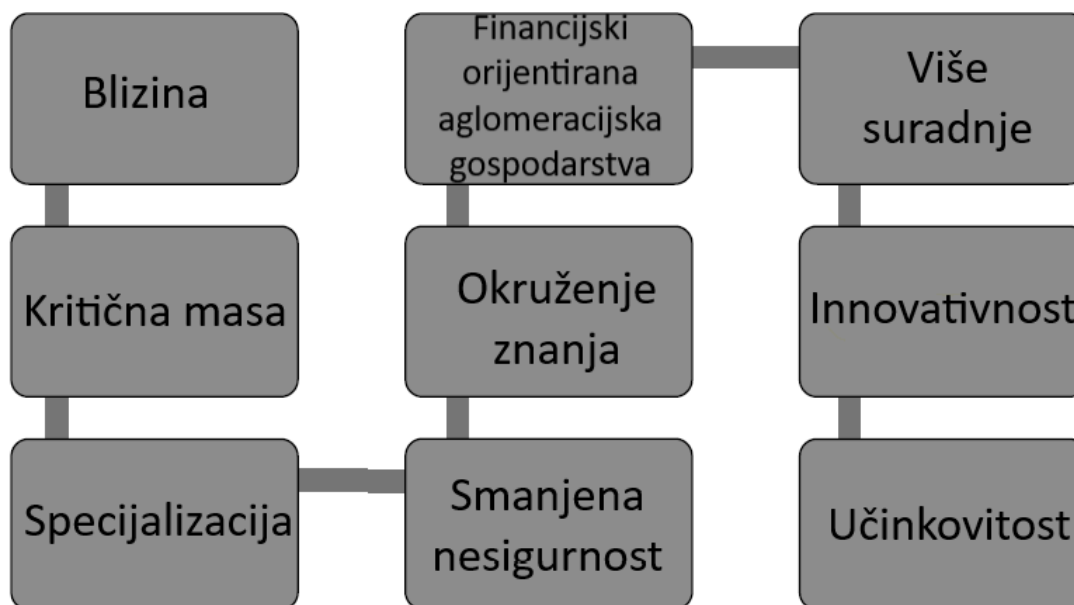 Blizina
Kritična masa
Specijalizacija
Smanjena
nesigurnost
Okruženje
znanja
Financijski
orijentirana
aglomeracijska
gospodarstva
Više
suradnje
Innovativnost
Učinkovitost